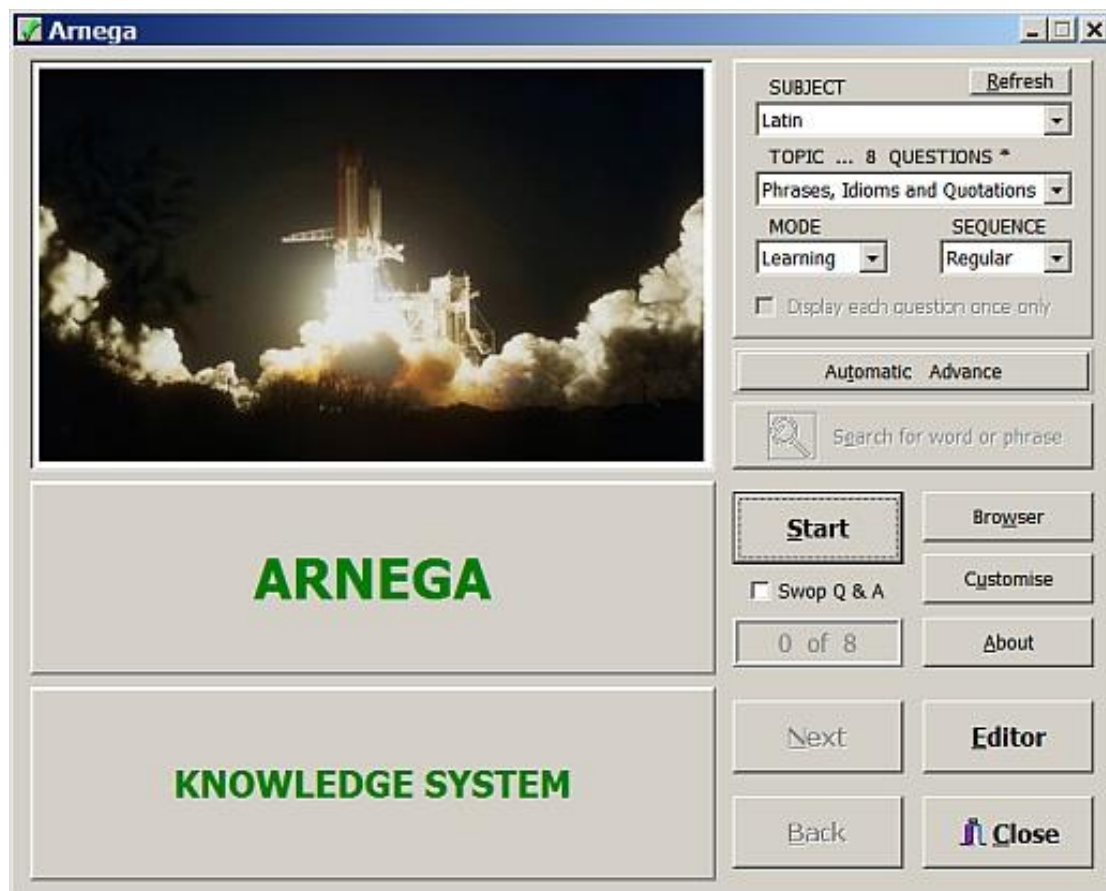 Arnega
SUBJECT
Refresh
Latin
TOPIC ... 8 QUESTIONS *
Phrases, Idioms and Quotations
MODE
SEQUENCE
Learning
Regular
Display each question once only
Automatic Advance
Search for word or phrase
ARNEGA
Start
Browser
Swop Q & A
Customise
0 of 8
About
KNOWLEDGE SYSTEM
Next
Editor
Back
Close